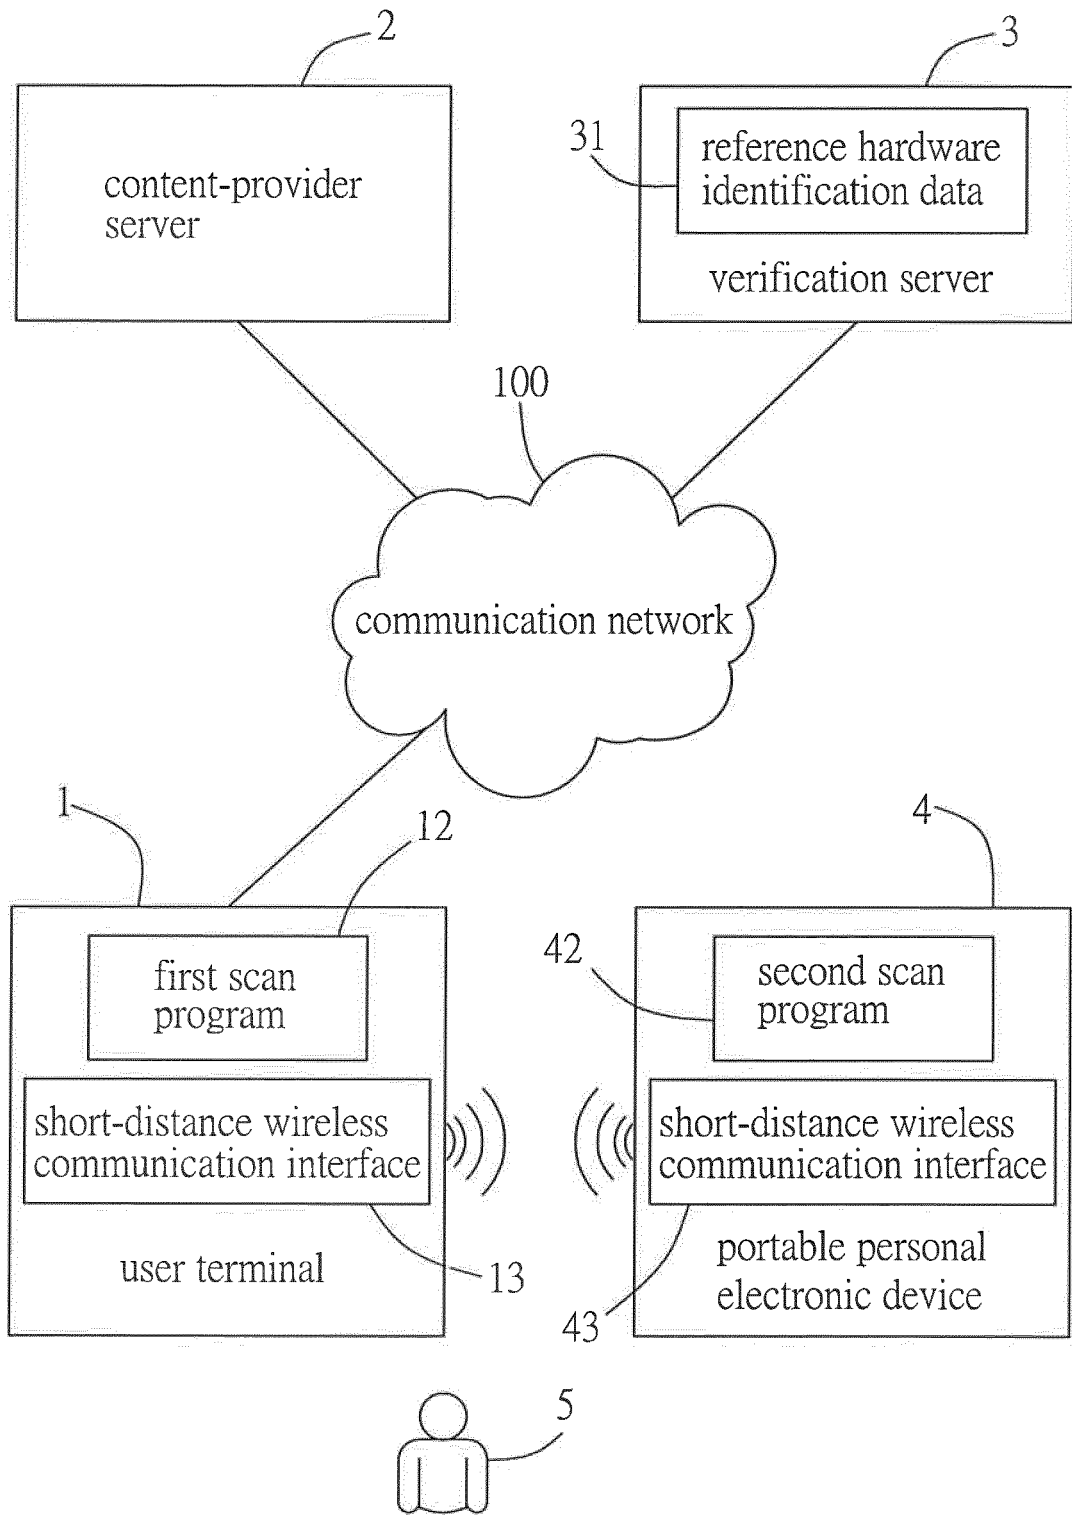 2
3
content-provider
server
31
reference hardware
identification data
verification server
100
communication network
1
12
4
first scan
program
42
second scan
program
short-distance wireless
communication interface
short-distance wireless
communication interface
user terminal
13
portable personal
electronic device
43
5